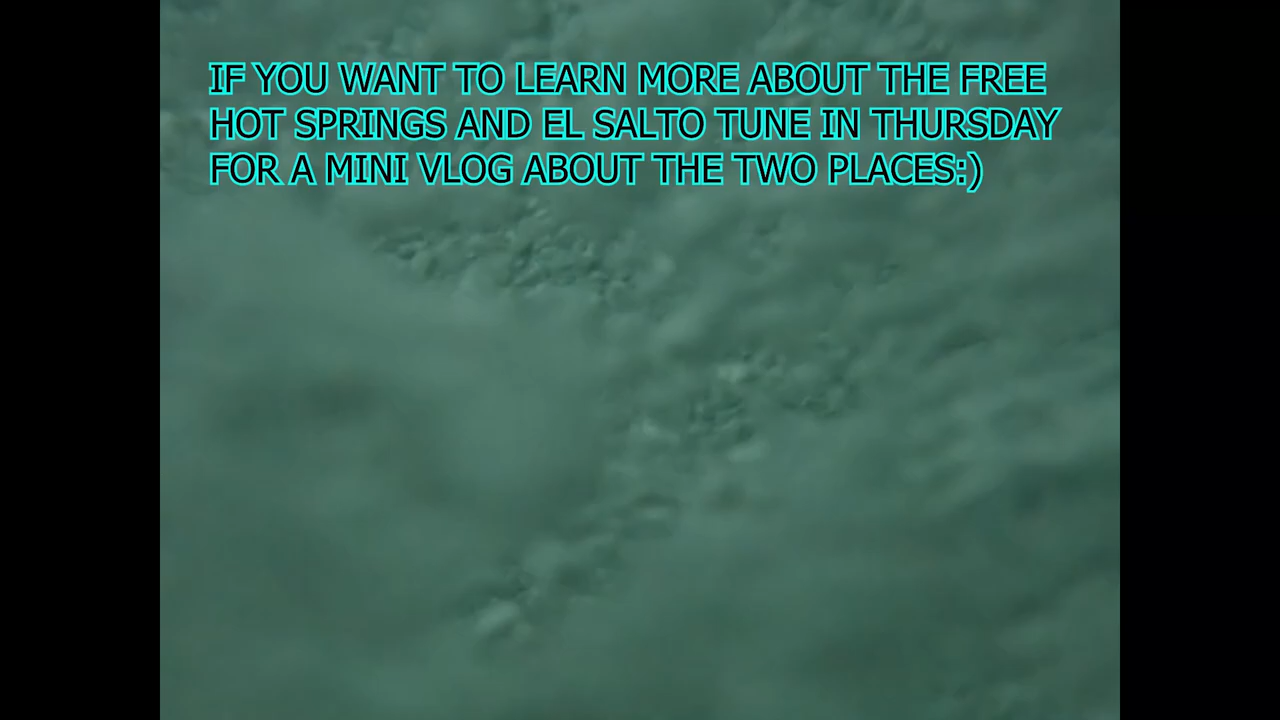 IF YOU WANT TO LEARN MORE ABOUT THE FREE
HOT SPRINGS AND EL SALTO TUNE IN THURSDAY
FOR A MINI VLOG ABOUT THE TWO PLACES:)